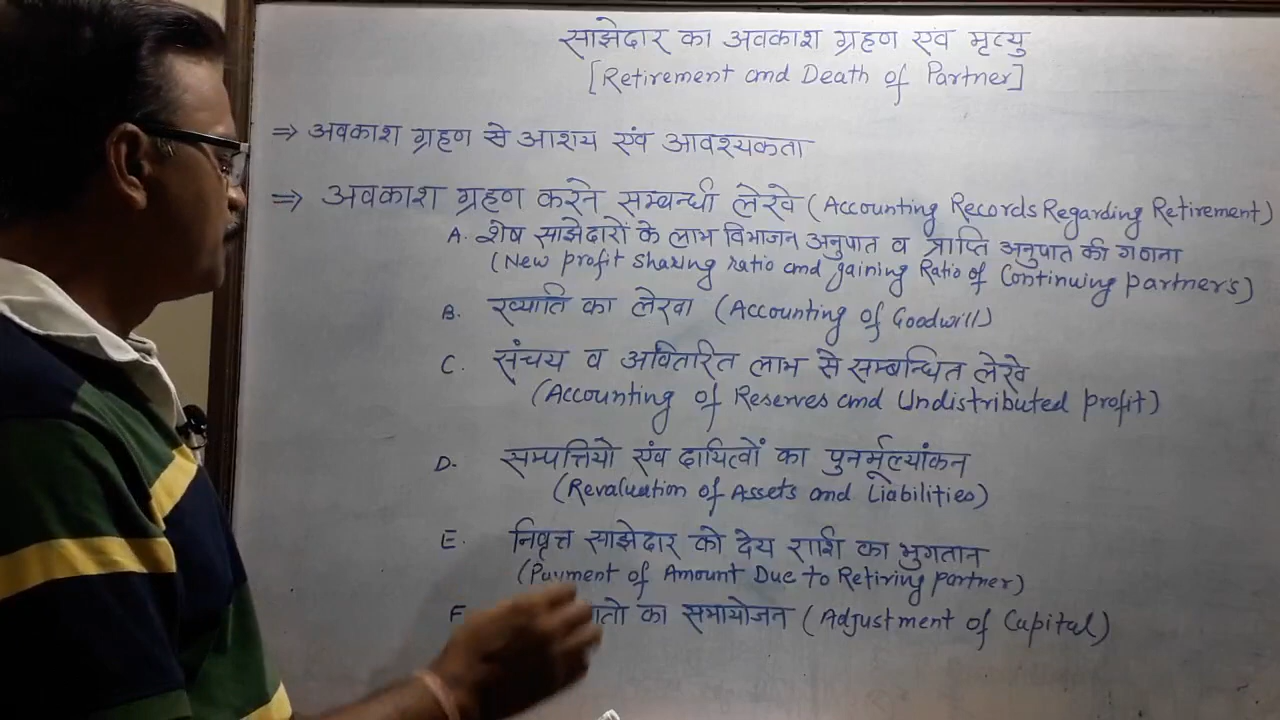 साझेदार का अवकाश ग्रहण एंव मृत्यु
[Retirement and Death of Partner]
⇒ अवकाश ग्रहण से आशय एंव आवश्यकता
⇒ अवकाश ग्रहण करने सम्बन्धी लेखे (Accounting Records Regarding Retirement)
A. शेष साझेदारों के लाभ विभाजन अनुपात व प्राप्ति अनुपात की गणना
(New profit sharing ratio and gaining Ratio of Continuing partners)
B. ख्याति का लेखा (Accounting of Goodwill)
C. संचय व अवितरित लाभ से सम्बन्धित लेखे
(Accounting of Reserves and Undistributed profit)
D. सम्पत्तियो एंव दायित्वों का पुनर्मूल्यांकन
(Revaluation of Assets and Liabilities)
E. निवृत्त साझेदार को देय राशि का भुगतान
(Payment of Amount Due to Retiring partner)
F का समायोजन (Adjustment of Capital)